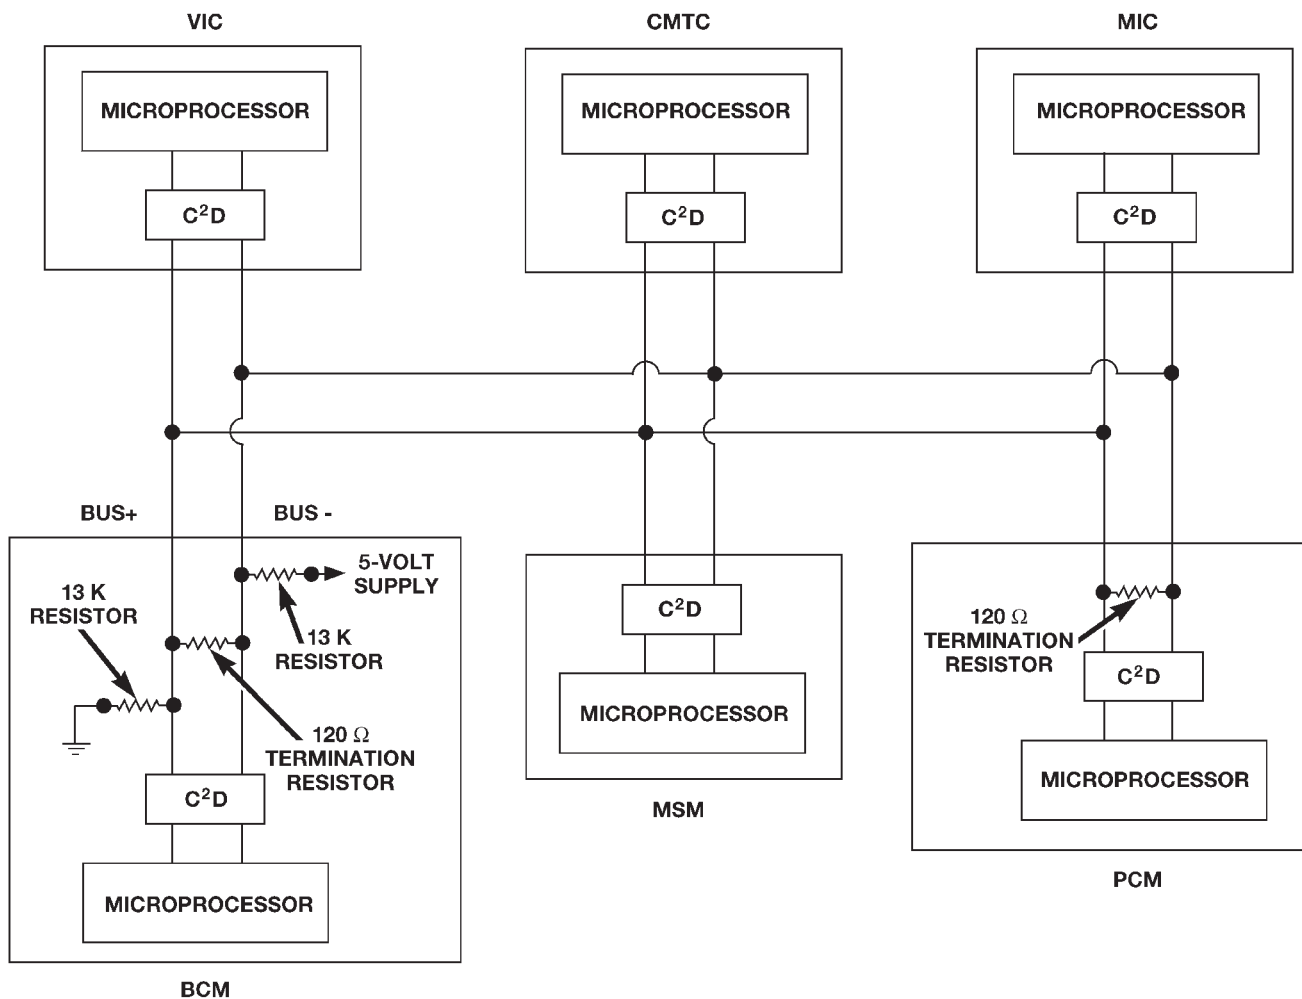 VIC
CMTC
MIC
MICROPROCESSOR
MICROPROCESSOR
MICROPROCESSOR
C²D
C²D
C²D
BUS+
BUS -
5-VOLT
SUPPLY
13 K
RESISTOR
13 K
RESISTOR
120 Ω
TERMINATION
RESISTOR
C²D
MICROPROCESSOR
BCM
C²D
MICROPROCESSOR
MSM
120 Ω
TERMINATION
RESISTOR
C²D
MICROPROCESSOR
PCM